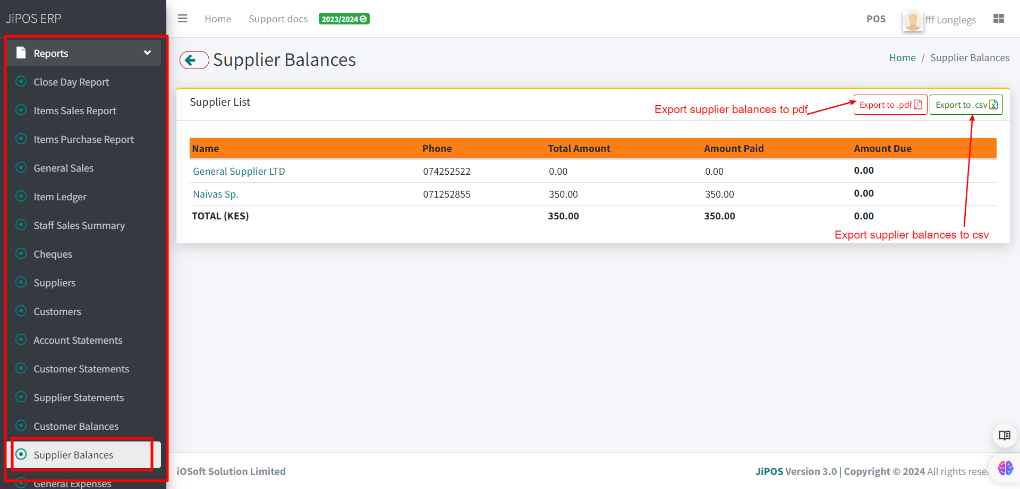 JiPOS ERP
Home Support docs 2023/2024 POS fff Longlegs
Reports
Close Day Report
Items Sales Report
Items Purchase Report
General Sales
Item Ledger
Staff Sales Summary
Cheques
Suppliers
Customers
Account Statements
Customer Statements
Supplier Statements
Customer Balances
Supplier Balances
General Expenses
Supplier Balances
Home / Supplier Balances
Supplier List
Export supplier balances to pdf
Export to .pdf Export to .csv
Name Phone Total Amount Amount Paid Amount Due
General Supplier LTD 074252522 0.00 0.00 0.00
Naivas Sp. 071252855 350.00 350.00 0.00
TOTAL (KES) 350.00 350.00 0.00
Export supplier balances to csv
iOSoft Solution Limited
JiPOS Version 3.0 | Copyright © 2024 All rights